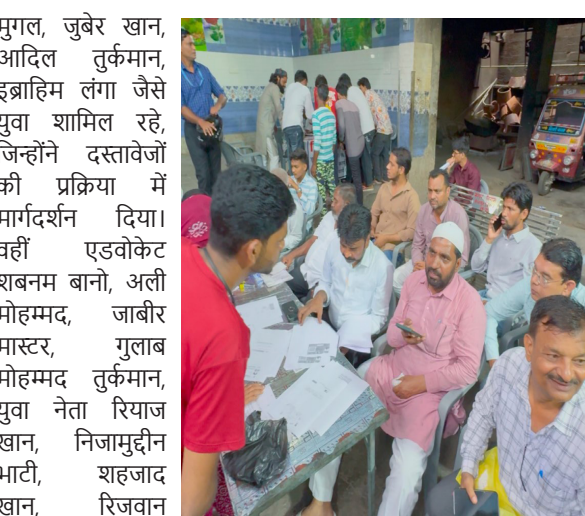 मुगल, जुबेर खान,
आदिल तुर्कमान,
इब्राहिम लंगा जैसे
युवा शामिल रहे,
जिन्होंने दस्तावेजों
की प्रक्रिया में
मार्गदर्शन दिया।
वहीं एडवोकेट
शबनम बानो, अली
मोहम्मद, जाबीर
मास्टर, गुलाब
मोहम्मद तुर्कमान,
युवा नेता रियाज
खान, निजामुद्दीन
भाटी, शहजाद
खान, रिजवान